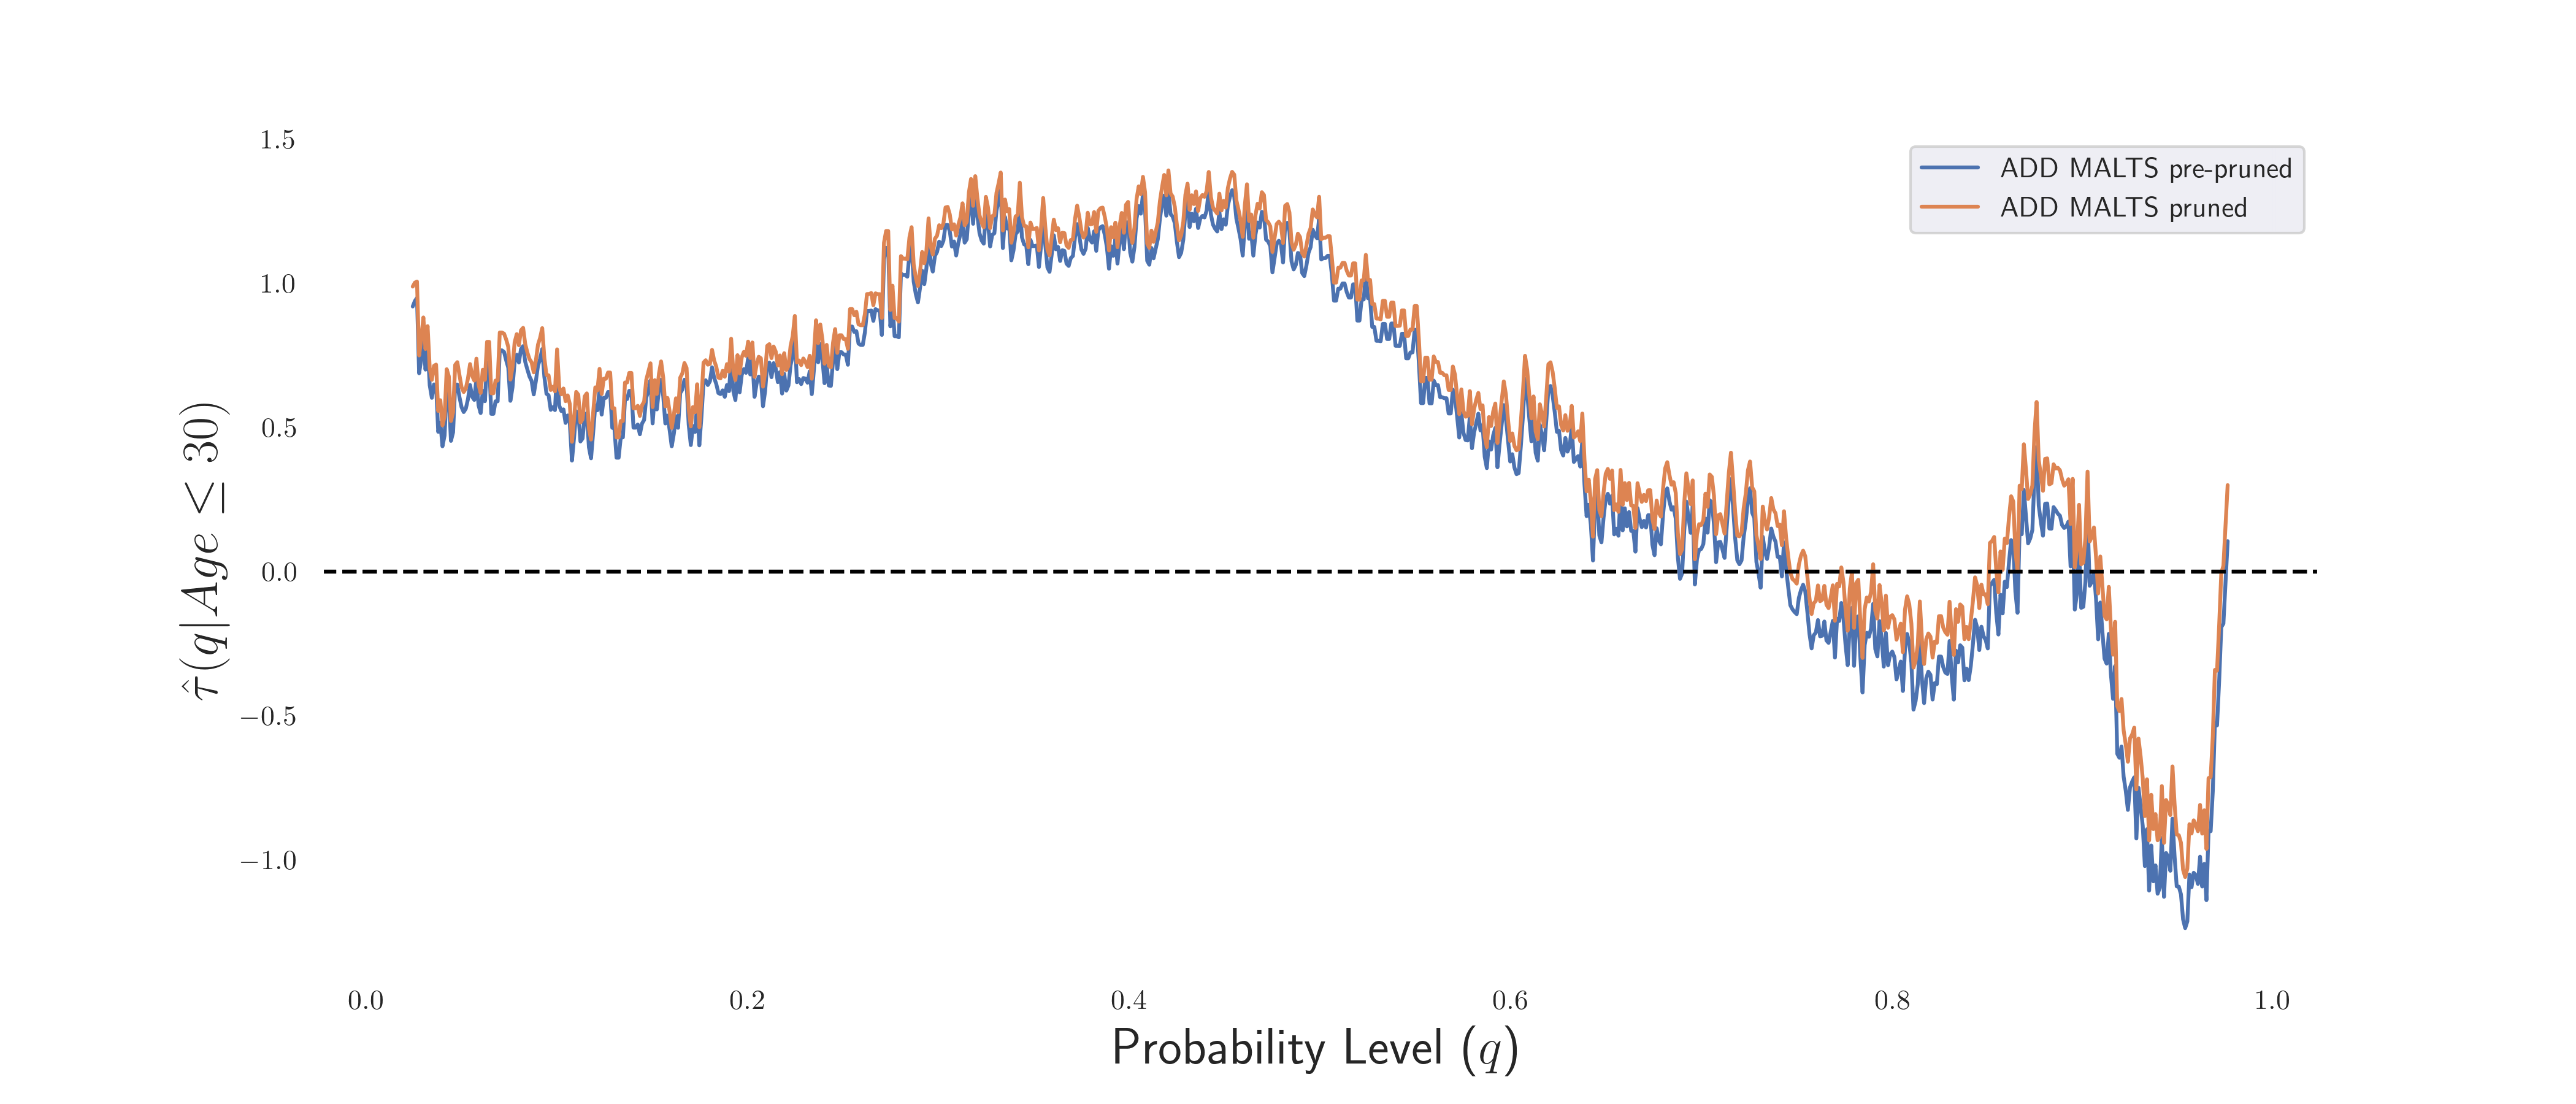 1.5
1.0
0.5
0.0
−0.5
−1.0
τ̂(q|Age ≤ 30)
ADD MALTS pre-pruned
ADD MALTS pruned
0.0 0.2 0.4 0.6 0.8 1.0
Probability Level (q)